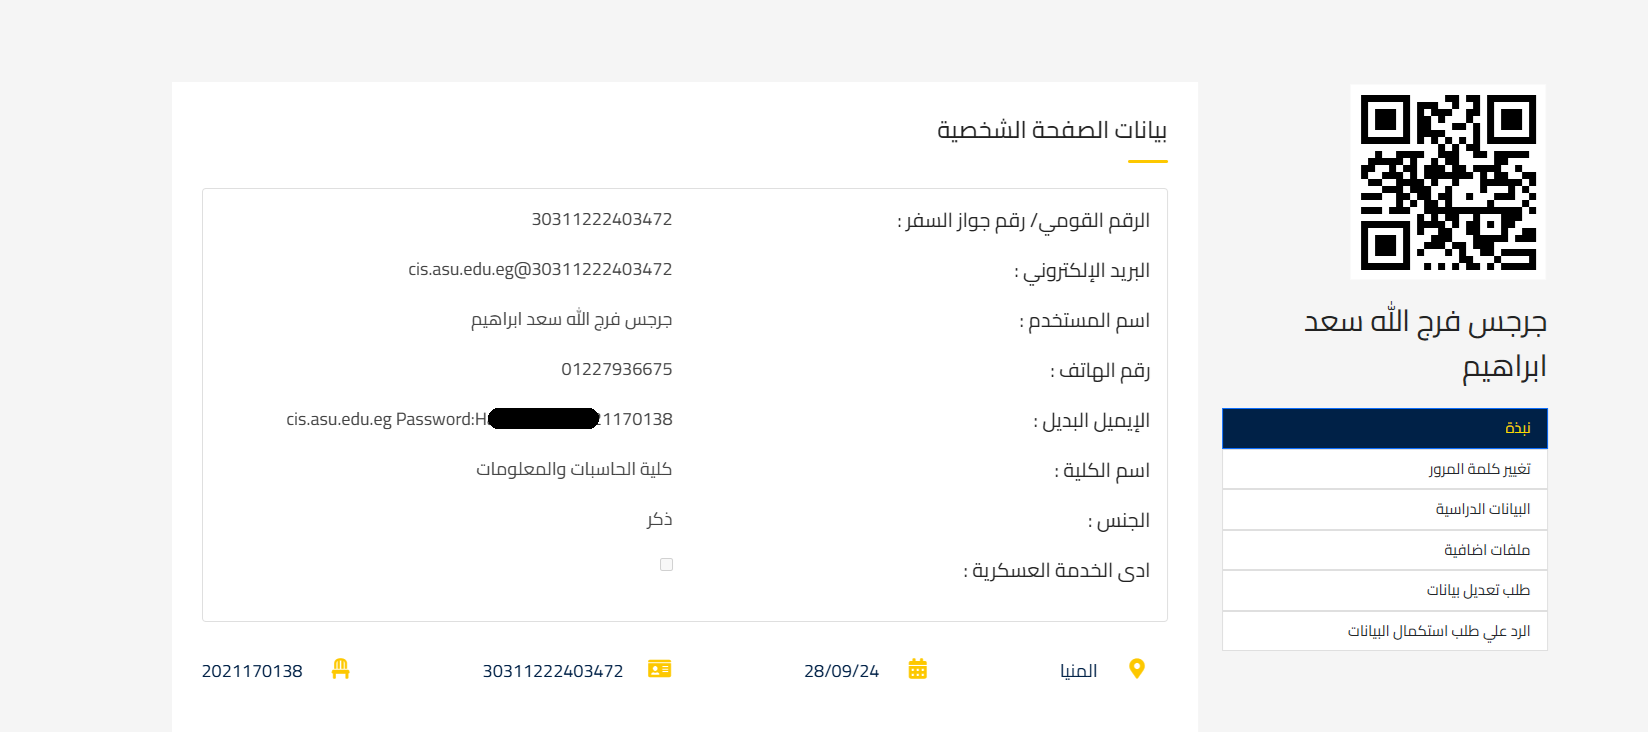 جرجس فرج الله سعد
ابراهيم
نبذة
تغيير كلمة المرور
البيانات الدراسية
ملفات اضافية
طلب تعديل بيانات
الرد علي طلب استكمال البيانات
بيانات الصفحة الشخصية
الرقم القومي/ رقم جواز السفر : 30311222403472
البريد الإلكتروني : cis.asu.edu.eg@30311222403472
اسم المستخدم : جرجس فرج الله سعد ابراهيم
رقم الهاتف : 01227936675
الإيميل البديل : cis.asu.edu.eg Password:H 21170138
اسم الكلية : كلية الحاسبات والمعلومات
الجنس : ذكر
ادى الخدمة العسكرية :
المنيا 28/09/24 30311222403472 2021170138